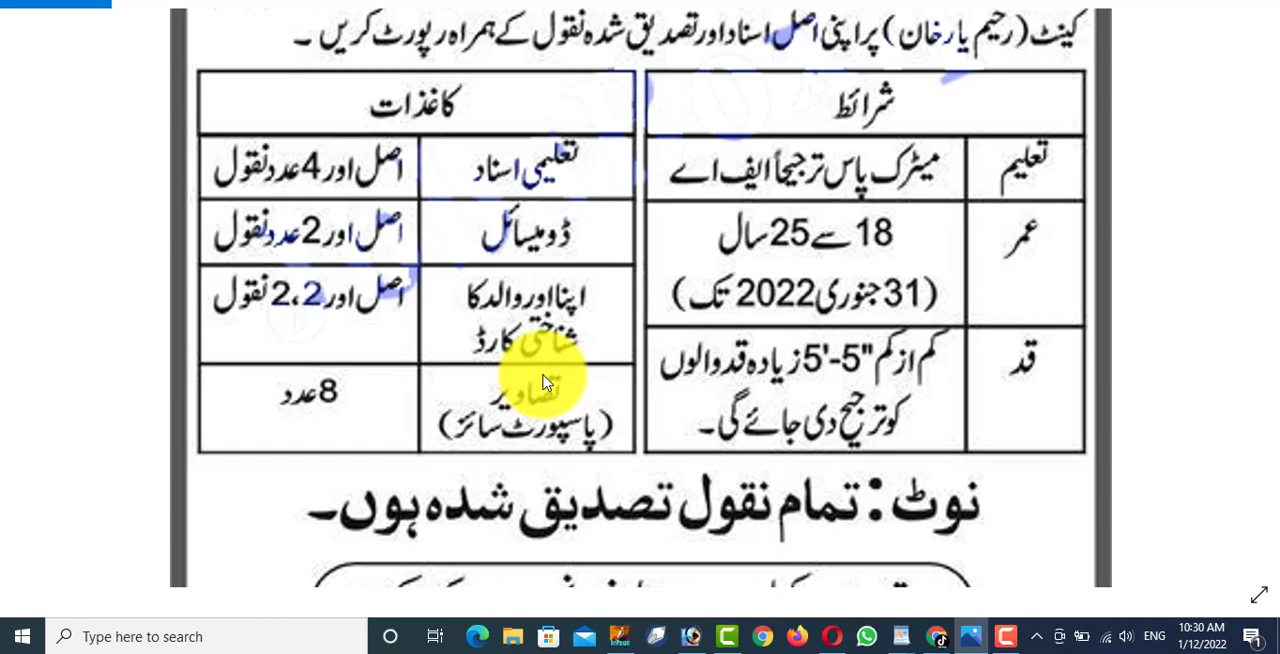 کینٹ (رحیم یار خان) پر اپنی اصل اسناد اور تصدیق شدہ نقول کے ہمراہ رپورٹ کریں ۔
شرائط
تعلیم
میٹرک پاس ترجیحاً ایف اے
عمر
18 سے 25 سال
(31 جنوری 2022 تک)
قد
کم از کم "5-'5 زیادہ قد والوں
کو ترجیح دی جائے گی۔
کاغذات
تعلیمی اسناد
اصل اور 4 عدد نقول
ڈومیسائل
اصل اور 2 عدد نقول
اپنا اور والد کا
شناختی کارڈ
اصل اور 2،2 نقول
تصاویر
(پاسپورٹ سائز)
8 عدد
نوٹ: تمام نقول تصدیق شدہ ہوں۔
Type here to search
ENG
10:30 AM
1/12/2022